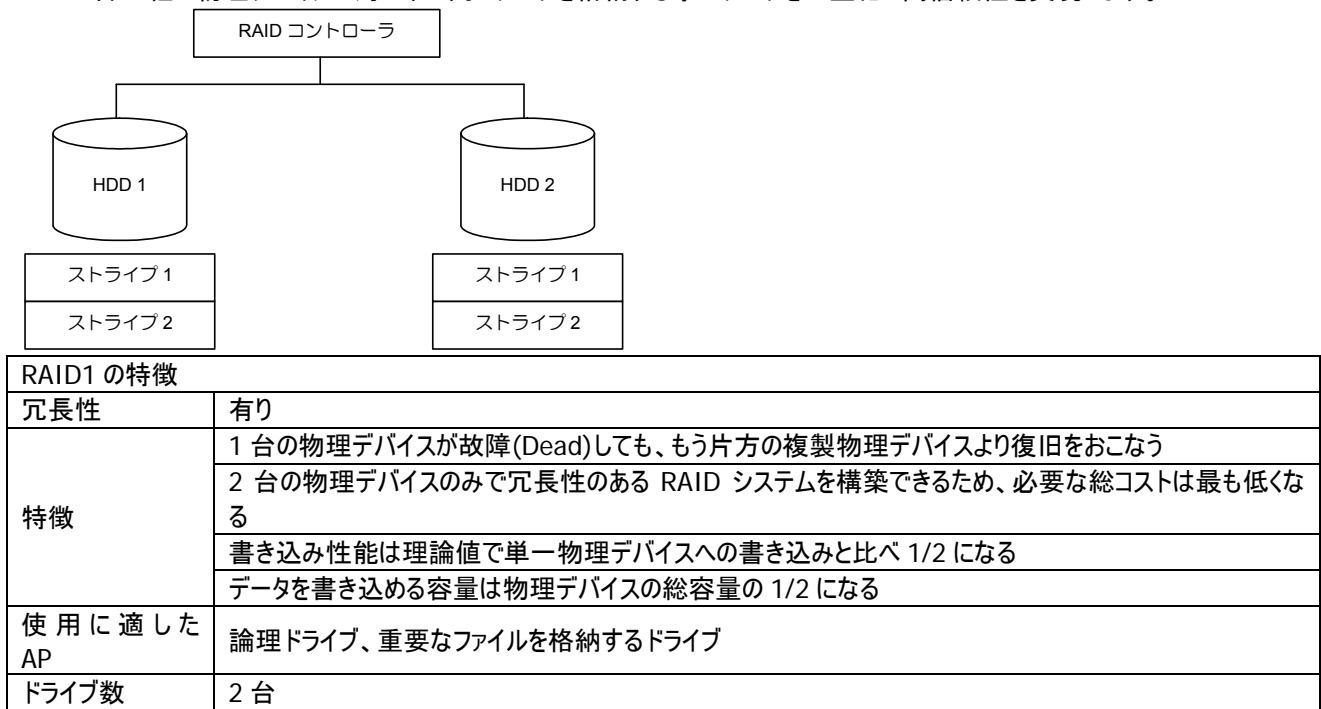 RAID コントローラ
HDD 1
HDD 2
ストライプ 1
ストライプ 1
ストライプ 2
ストライプ 2
RAID1 の特徴
冗長性 有り
特徴
1 台の物理デバイスが故障(Dead)しても、もう片方の複製物理デバイスより復旧をおこなう
2 台の物理デバイスのみで冗長性のある RAID システムを構築できるため、必要な総コストは最も低くな
る
書き込み性能は理論値で単一物理デバイスへの書き込みと比べ 1/2 になる
データを書き込める容量は物理デバイスの総容量の 1/2 になる
使用に適した
AP
論理ドライブ、重要なファイルを格納するドライブ
ドライブ数 2 台